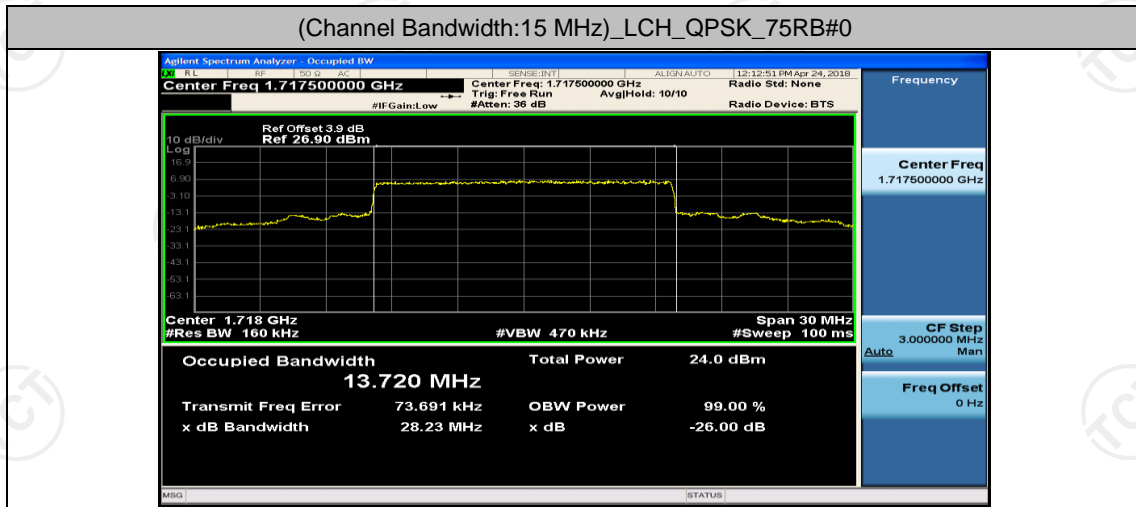 (Channel Bandwidth:15 MHz)_LCH_QPSK_75RB#0
Agilent Spectrum Analyzer - Occupied BW
LXI RL RF 50 Ω AC SENSE:INT ALIGN AUTO 12:12:51 PM Apr 24, 2018
Center Freq 1.717500000 GHz Center Freq: 1.717500000 GHz Radio Std: None
Trig: Free Run Avg|Hold: 10/10
#IFGain:Low #Atten: 36 dB Radio Device: BTS
Frequency
Ref Offset 3.9 dB
10 dB/div Ref 26.90 dBm
Log
16.9
6.90
-3.10
-13.1
-23.1
-33.1
-43.1
-53.1
-63.1
Center Freq
1.717500000 GHz
Center 1.718 GHz Span 30 MHz
#Res BW 160 kHz #VBW 470 kHz #Sweep 100 ms
CF Step
3.000000 MHz
Auto Man
Occupied Bandwidth Total Power 24.0 dBm
13.720 MHz
Freq Offset
0 Hz
Transmit Freq Error 73.691 kHz OBW Power 99.00 %
x dB Bandwidth 28.23 MHz x dB -26.00 dB
MSG STATUS
TCT
TCT